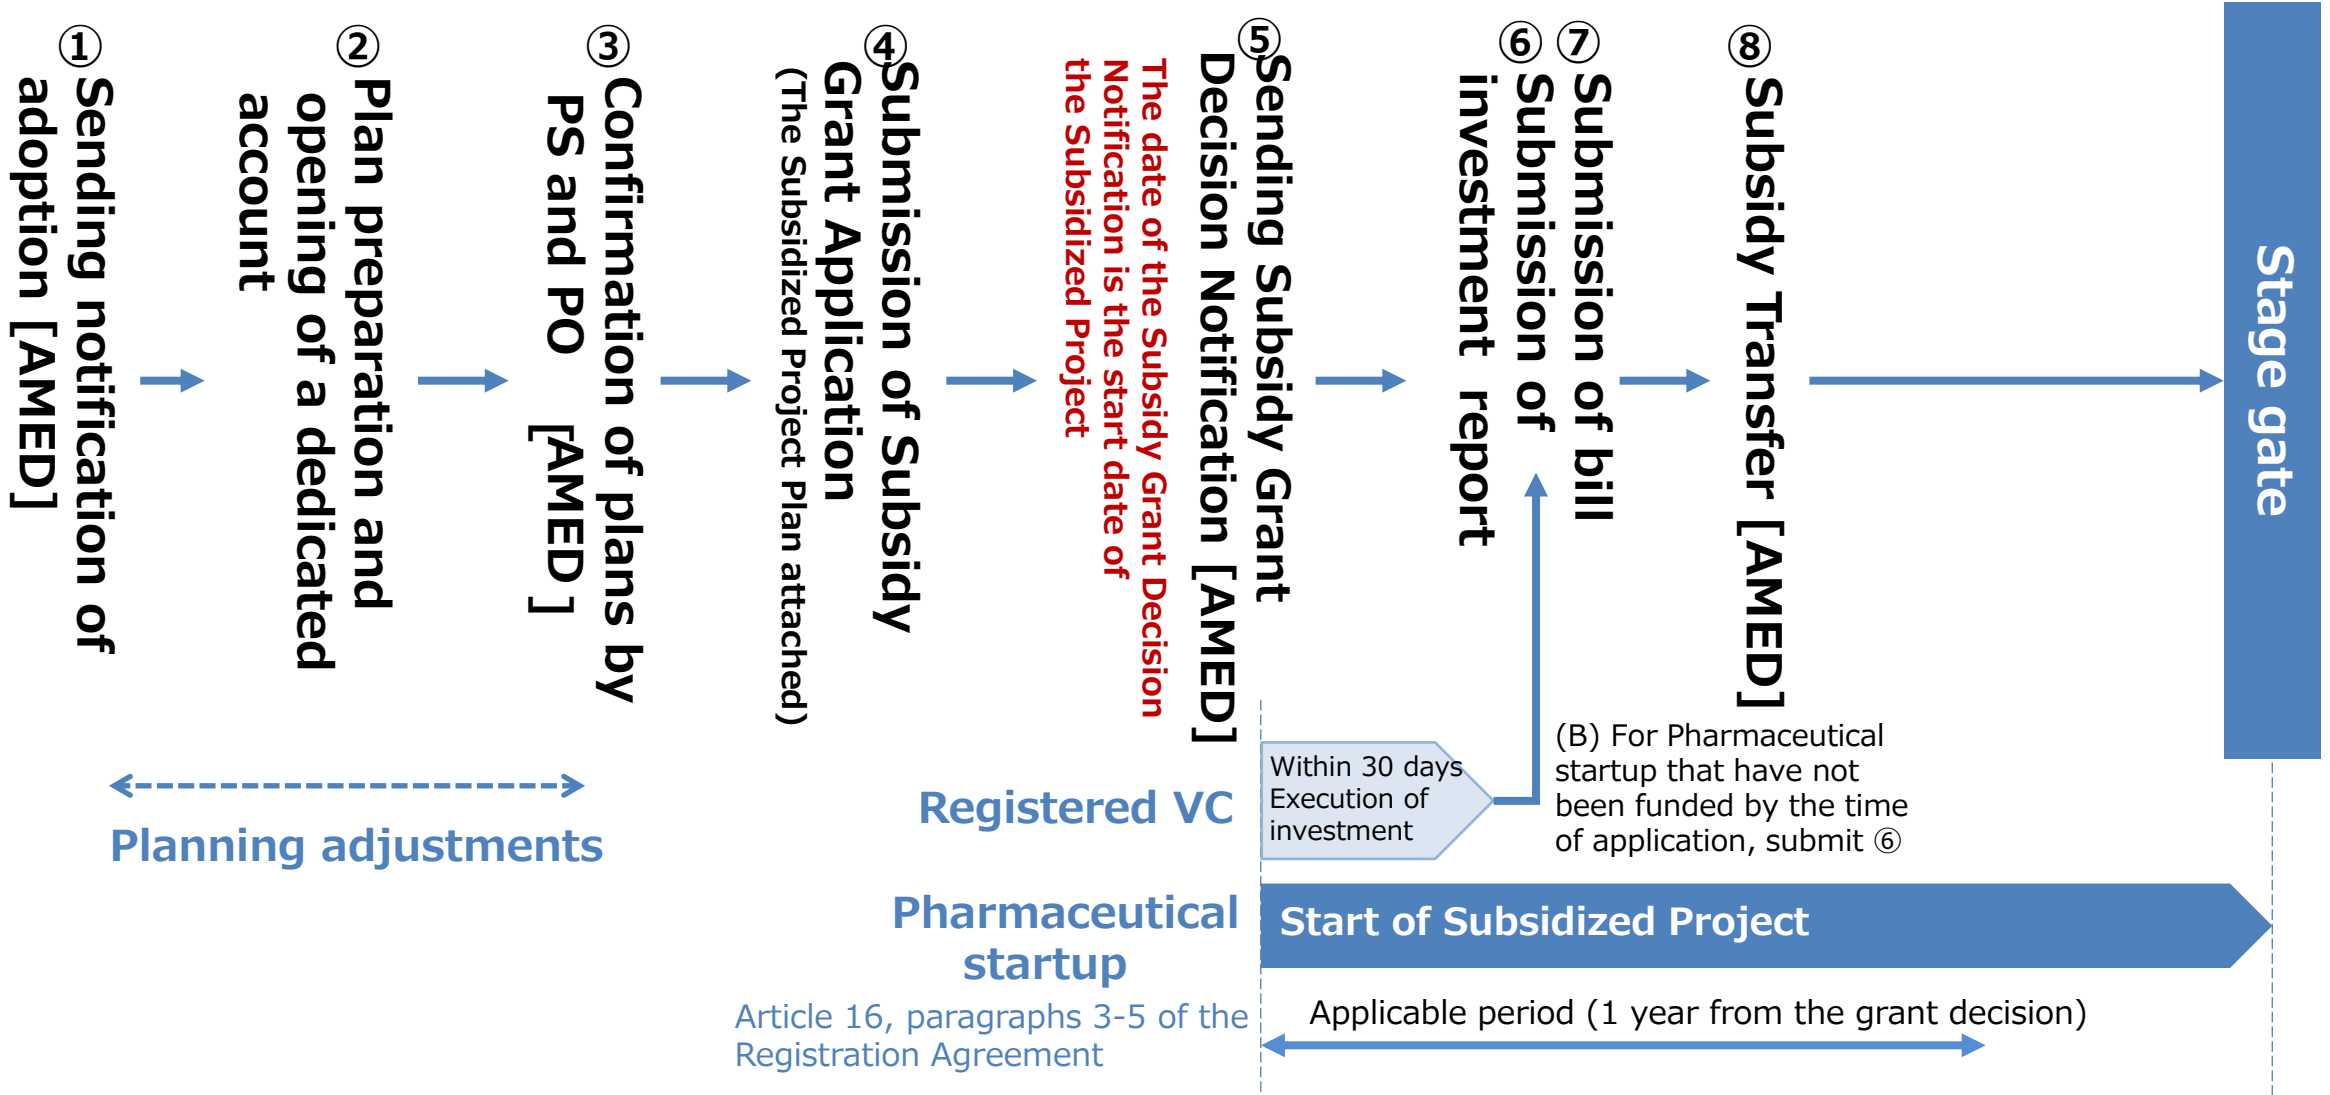 ①
Sending notification of
adoption [AMED]
②
Plan preparation and
opening of a dedicated
account
③
Confirmation of plans by
PS and PO [AMED ]
④
Submission of Subsidy
Grant Application
(The Subsidized Project Plan attached)
⑤
Sending Subsidy Grant
Decision Notification [AMED]
The date of the Subsidy Grant Decision
Notification is the start date of
the Subsidized Project
⑥
Submission of
investment report
⑦
Submission of bill
⑧
Subsidy Transfer [AMED]
Stage gate
Planning adjustments
Registered VC
Within 30 days
Execution of
investment
(B) For Pharmaceutical
startup that have not
been funded by the time
of application, submit ⑥
Pharmaceutical
startup
Start of Subsidized Project
Article 16, paragraphs 3-5 of the
Registration Agreement
Applicable period (1 year from the grant decision)